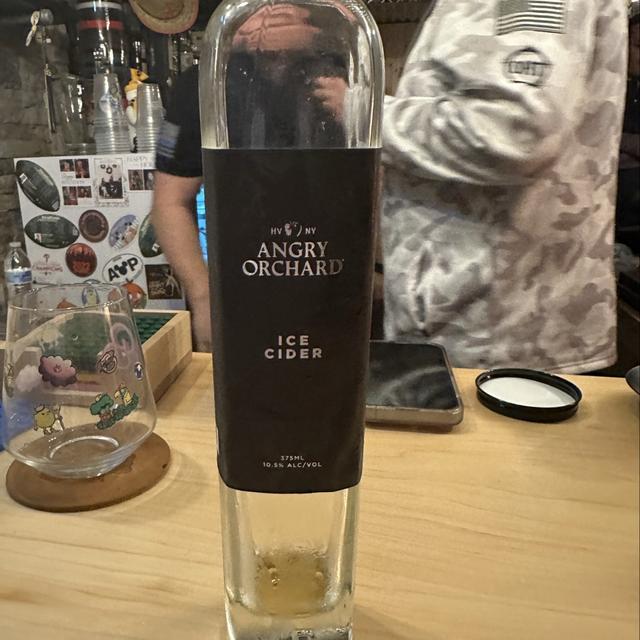 HV NY
ANGRY
ORCHARD
ICE
CIDER
375ML
10.5% ALC/VOL